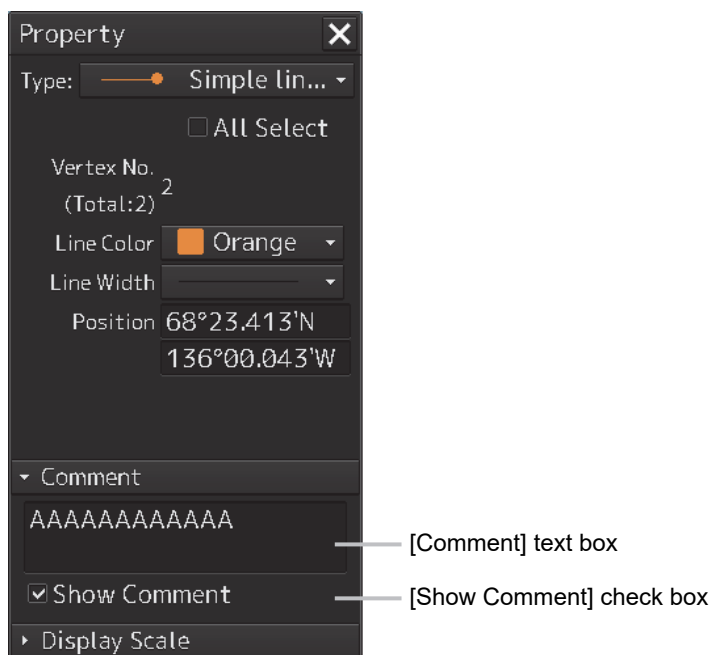 Property
Type: Simple lin...
All Select
Vertex No.
(Total:2) 2
Line Color Orange
Line Width
Position 68°23.413'N
136°00.043'W
Comment
AAAAAAAAAAAA
[Comment] text box
Show Comment
[Show Comment] check box
Display Scale